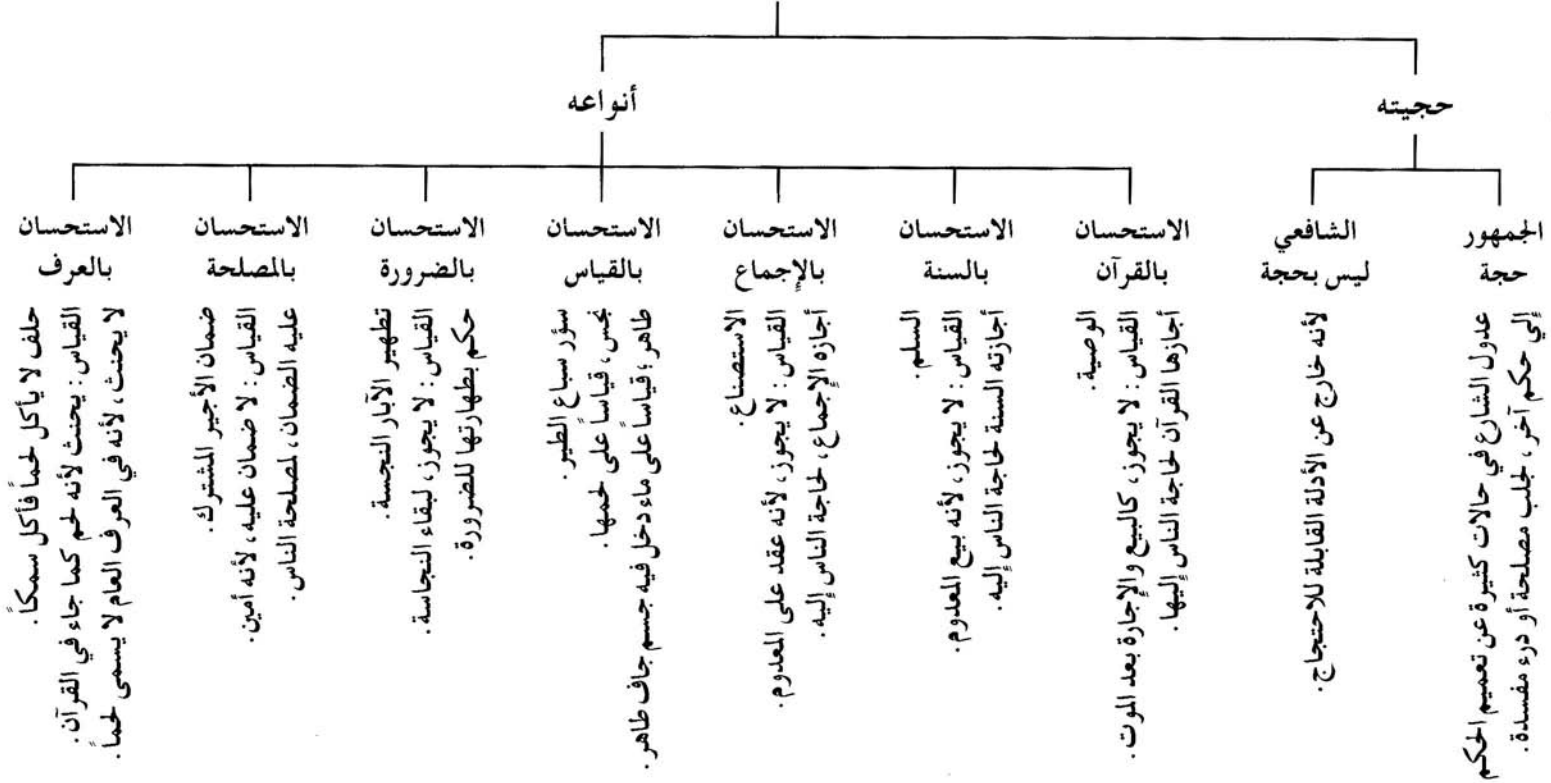 حجيته
أنواعه
الجمهور
حجة
عدول الشارع في حالات كثيرة عن تعميم الحكم
إلي حكم آخر، لجلب مصلحة أو درء مفسدة.
الشافعي
ليس بحجة
لأنه خارج عن الأدلة القابلة للاحتجاج.
الاستحسان
بالقرآن
الوصية.
القياس: لا يجوز، كالبيع والإجارة بعد الموت.
أجازها القرآن لحاجة الناس إليها.
الاستحسان
بالسنة
السلم.
القياس: لا يجوز، لأنه بيع المعدوم.
أجازته السنة لحاجة الناس إليه.
الاستحسان
بالإجماع
الاستصناع.
القياس: لا يجوز، لأنه عقد على المعدوم.
أجازه الإجماع، لحاجة الناس إليه.
الاستحسان
بالقياس
سؤر سباع الطير.
نجس، قياساً على لحمها.
طاهر؛ قياساً على ماء دخل فيه جسم جاف طاهر.
الاستحسان
بالضرورة
تطهير الآبار النجسة.
القياس: لا يجوز، لبقاء النجاسة.
حكم بطهارتها للضرورة.
الاستحسان
بالمصلحة
ضمان الأجير المشترك.
القياس: لا ضمان عليه، لأنه أمين.
عليه الضمان، لمصلحة الناس.
الاستحسان
بالعرف
حلف لا يأكل لحماً فأكل سمكاً.
القياس: يحنث لأنه لحم كما جاء في القرآن.
لا يحنث، لأنه في العرف العام لا يسمى لحماً.